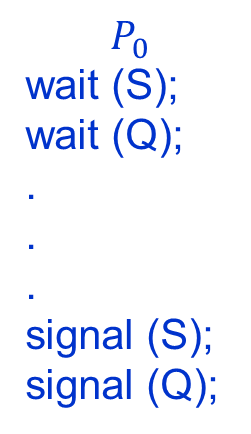 P₀
wait (S);
wait (Q);
.
.
.
signal (S);
signal (Q);